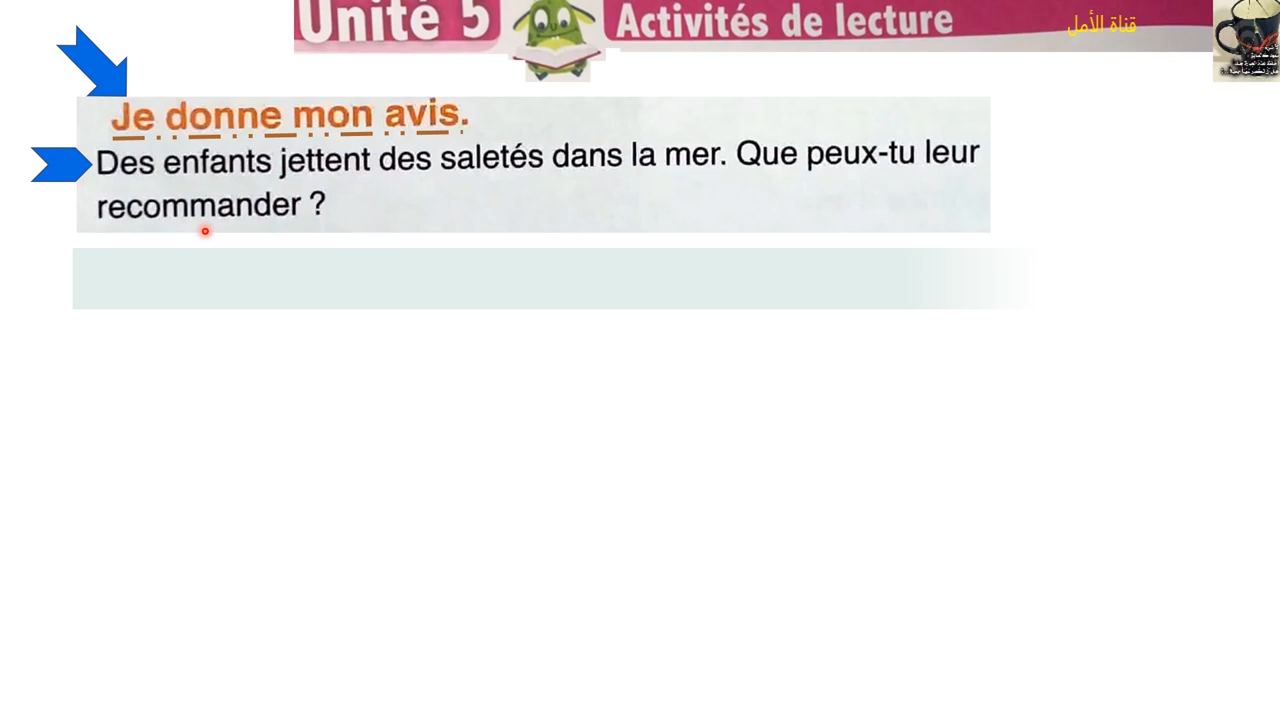 Unité 5 Activités de lecture
قناة الأمل
Je donne mon avis.
Des enfants jettent des saletés dans la mer. Que peux-tu leur
recommander ?